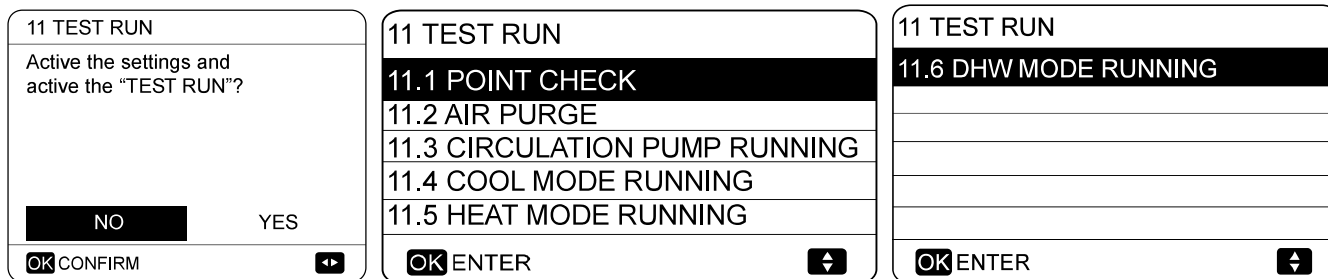 11 TEST RUN
Active the settings and
active the “TEST RUN”?
NO YES
OK CONFIRM
11 TEST RUN
11.1 POINT CHECK
11.2 AIR PURGE
11.3 CIRCULATION PUMP RUNNING
11.4 COOL MODE RUNNING
11.5 HEAT MODE RUNNING
OK ENTER
11 TEST RUN
11.6 DHW MODE RUNNING
OK ENTER